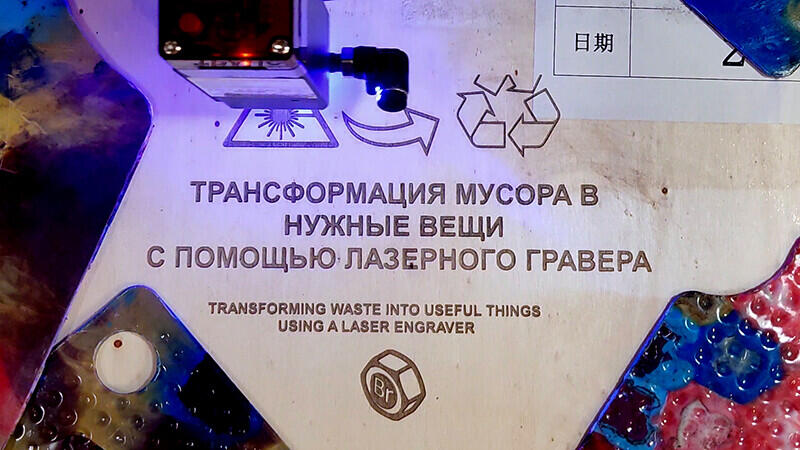 日期
ТРАНСФОРМАЦИЯ МУСОРА В
НУЖНЫЕ ВЕЩИ
С ПОМОЩЬЮ ЛАЗЕРНОГО ГРАВЕРА
TRANSFORMING WASTE INTO USEFUL THINGS
USING A LASER ENGRAVER
Br